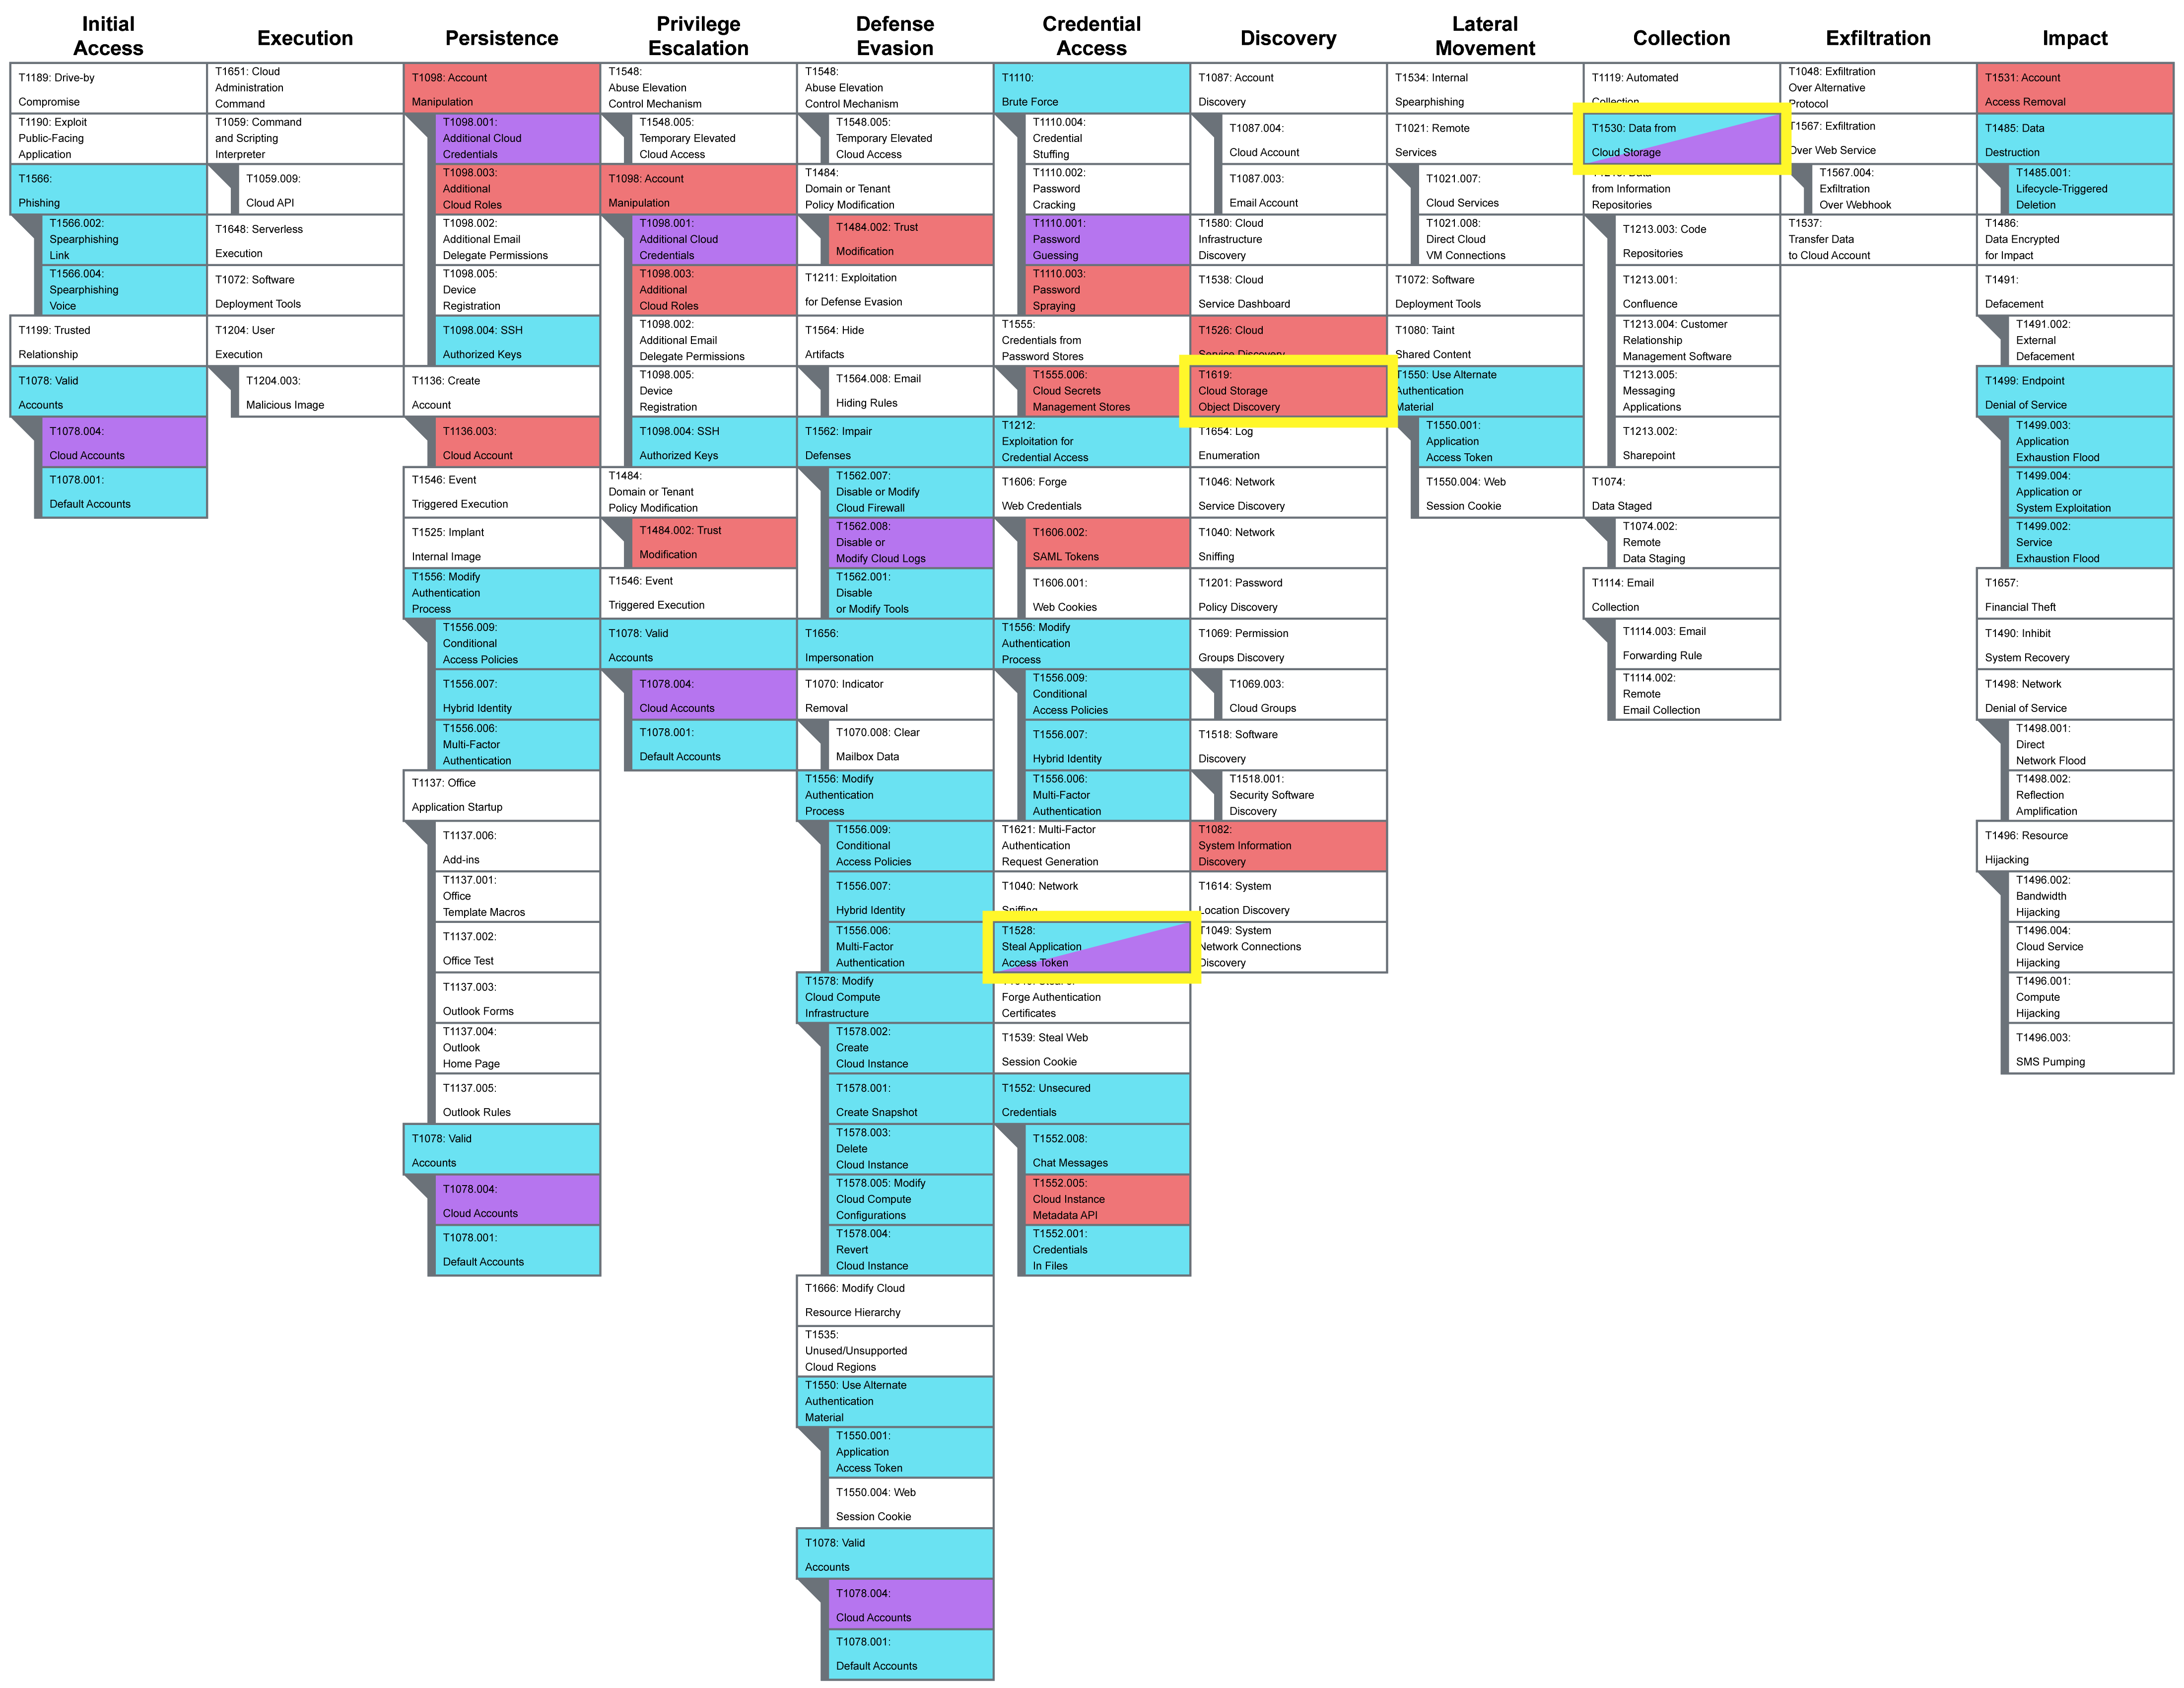 Initial
Access
Execution
Persistence
Privilege
Escalation
Defense
Evasion
Credential
Access
Discovery
Lateral
Movement
Collection
Exfiltration
Impact
T1189: Drive-by
Compromise
T1190: Exploit
Public-Facing
Application
T1566:
Phishing
T1566.002:
Spearphishing
Link
T1566.004:
Spearphishing
Voice
T1199: Trusted
Relationship
T1078: Valid
Accounts
T1078.004:
Cloud Accounts
T1078.001:
Default Accounts
T1651: Cloud
Administration
Command
T1059: Command
and Scripting
Interpreter
T1059.009:
Cloud API
T1648: Serverless
Execution
T1072: Software
Deployment Tools
T1204: User
Execution
T1204.003:
Malicious Image
T1098: Account
Manipulation
T1098.001:
Additional Cloud
Credentials
T1098.003:
Additional
Cloud Roles
T1098.002:
Additional Email
Delegate Permissions
T1098.005:
Device
Registration
T1098.004: SSH
Authorized Keys
T1136: Create
Account
T1136.003:
Cloud Account
T1546: Event
Triggered Execution
T1525: Implant
Internal Image
T1556: Modify
Authentication
Process
T1556.009:
Conditional
Access Policies
T1556.007:
Hybrid Identity
T1556.006:
Multi-Factor
Authentication
T1137: Office
Application Startup
T1137.006:
Add-ins
T1137.001:
Office
Template Macros
T1137.002:
Office Test
T1137.003:
Outlook Forms
T1137.004:
Outlook
Home Page
T1137.005:
Outlook Rules
T1078: Valid
Accounts
T1078.004:
Cloud Accounts
T1078.001:
Default Accounts
T1548:
Abuse Elevation
Control Mechanism
T1548.005:
Temporary Elevated
Cloud Access
T1098: Account
Manipulation
T1098.001:
Additional Cloud
Credentials
T1098.003:
Additional
Cloud Roles
T1098.002:
Additional Email
Delegate Permissions
T1098.005:
Device
Registration
T1098.004: SSH
Authorized Keys
T1484:
Domain or Tenant
Policy Modification
T1484.002: Trust
Modification
T1546: Event
Triggered Execution
T1078: Valid
Accounts
T1078.004:
Cloud Accounts
T1078.001:
Default Accounts
T1548:
Abuse Elevation
Control Mechanism
T1548.005:
Temporary Elevated
Cloud Access
T1484:
Domain or Tenant
Policy Modification
T1484.002: Trust
Modification
T1211: Exploitation
for Defense Evasion
T1564: Hide
Artifacts
T1564.008: Email
Hiding Rules
T1562: Impair
Defenses
T1562.007:
Disable or Modify
Cloud Firewall
T1562.008:
Disable or
Modify Cloud Logs
T1562.001:
Disable
or Modify Tools
T1656:
Impersonation
T1070: Indicator
Removal
T1070.008: Clear
Mailbox Data
T1556: Modify
Authentication
Process
T1556.009:
Conditional
Access Policies
T1556.007:
Hybrid Identity
T1556.006:
Multi-Factor
Authentication
T1578: Modify
Cloud Compute
Infrastructure
T1578.002:
Create
Cloud Instance
T1578.001:
Create Snapshot
T1578.003:
Delete
Cloud Instance
T1578.005: Modify
Cloud Compute
Configurations
T1578.004:
Revert
Cloud Instance
T1666: Modify Cloud
Resource Hierarchy
T1535:
Unused/Unsupported
Cloud Regions
T1550: Use Alternate
Authentication
Material
T1550.001:
Application
Access Token
T1550.004: Web
Session Cookie
T1078: Valid
Accounts
T1078.004:
Cloud Accounts
T1078.001:
Default Accounts
T1110:
Brute Force
T1110.004:
Credential
Stuffing
T1110.002:
Password
Cracking
T1110.001:
Password
Guessing
T1110.003:
Password
Spraying
T1555:
Credentials from
Password Stores
T1555.006:
Cloud Secrets
Management Stores
T1212:
Exploitation for
Credential Access
T1606: Forge
Web Credentials
T1606.002:
SAML Tokens
T1606.001:
Web Cookies
T1556: Modify
Authentication
Process
T1556.009:
Conditional
Access Policies
T1556.007:
Hybrid Identity
T1556.006:
Multi-Factor
Authentication
T1621: Multi-Factor
Authentication
Request Generation
T1040: Network
Sniffing
T1528:
Steal Application
Access Token
Forge Authentication
Certificates
T1539: Steal Web
Session Cookie
T1552: Unsecured
Credentials
T1552.008:
Chat Messages
T1552.005:
Cloud Instance
Metadata API
T1552.001:
Credentials
In Files
T1087: Account
Discovery
T1087.004:
Cloud Account
T1087.003:
Email Account
T1580: Cloud
Infrastructure
Discovery
T1538: Cloud
Service Dashboard
T1526: Cloud
Service Discovery
T1619:
Cloud Storage
Object Discovery
T1654: Log
Enumeration
T1046: Network
Service Discovery
T1040: Network
Sniffing
T1201: Password
Policy Discovery
T1069: Permission
Groups Discovery
T1069.003:
Cloud Groups
T1518: Software
Discovery
T1518.001:
Security Software
Discovery
T1082:
System Information
Discovery
T1614: System
Location Discovery
T1049: System
Network Connections
Discovery
T1534: Internal
Spearphishing
T1021: Remote
Services
T1021.007:
Cloud Services
T1021.008:
Direct Cloud
VM Connections
T1072: Software
Deployment Tools
T1080: Taint
Shared Content
T1550: Use Alternate
Authentication
Material
T1550.001:
Application
Access Token
T1550.004: Web
Session Cookie
T1119: Automated
Collection
T1530: Data from
Cloud Storage
from Information
Repositories
T1213.003: Code
Repositories
T1213.001:
Confluence
T1213.004: Customer
Relationship
Management Software
T1213.005:
Messaging
Applications
T1213.002:
Sharepoint
T1074:
Data Staged
T1074.002:
Remote
Data Staging
T1114: Email
Collection
T1114.003: Email
Forwarding Rule
T1114.002:
Remote
Email Collection
T1048: Exfiltration
Over Alternative
Protocol
T1567: Exfiltration
Over Web Service
T1567.004:
Exfiltration
Over Webhook
T1537:
Transfer Data
to Cloud Account
T1531: Account
Access Removal
T1485: Data
Destruction
T1485.001:
Lifecycle-Triggered
Deletion
T1486:
Data Encrypted
for Impact
T1491:
Defacement
T1491.002:
External
Defacement
T1499: Endpoint
Denial of Service
T1499.003:
Application
Exhaustion Flood
T1499.004:
Application or
System Exploitation
T1499.002:
Service
Exhaustion Flood
T1657:
Financial Theft
T1490: Inhibit
System Recovery
T1498: Network
Denial of Service
T1498.001:
Direct
Network Flood
T1498.002:
Reflection
Amplification
T1496: Resource
Hijacking
T1496.002:
Bandwidth
Hijacking
T1496.004:
Cloud Service
Hijacking
T1496.001:
Compute
Hijacking
T1496.003:
SMS Pumping